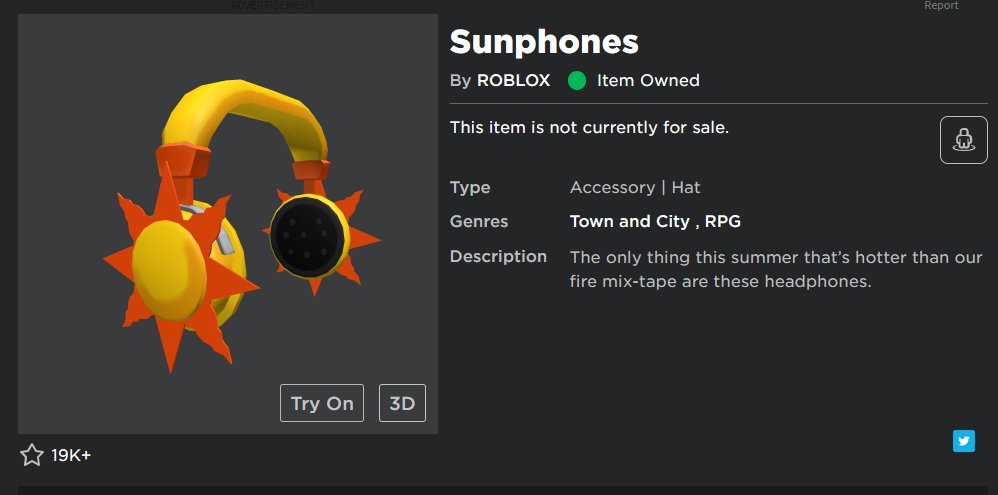 ADVERTISEMENT
Report
Sunphones
By ROBLOX Item Owned
This item is not currently for sale.
Type Accessory | Hat
Genres Town and City , RPG
Description The only thing this summer that's hotter than our
fire mix-tape are these headphones.
Try On 3D
19K+